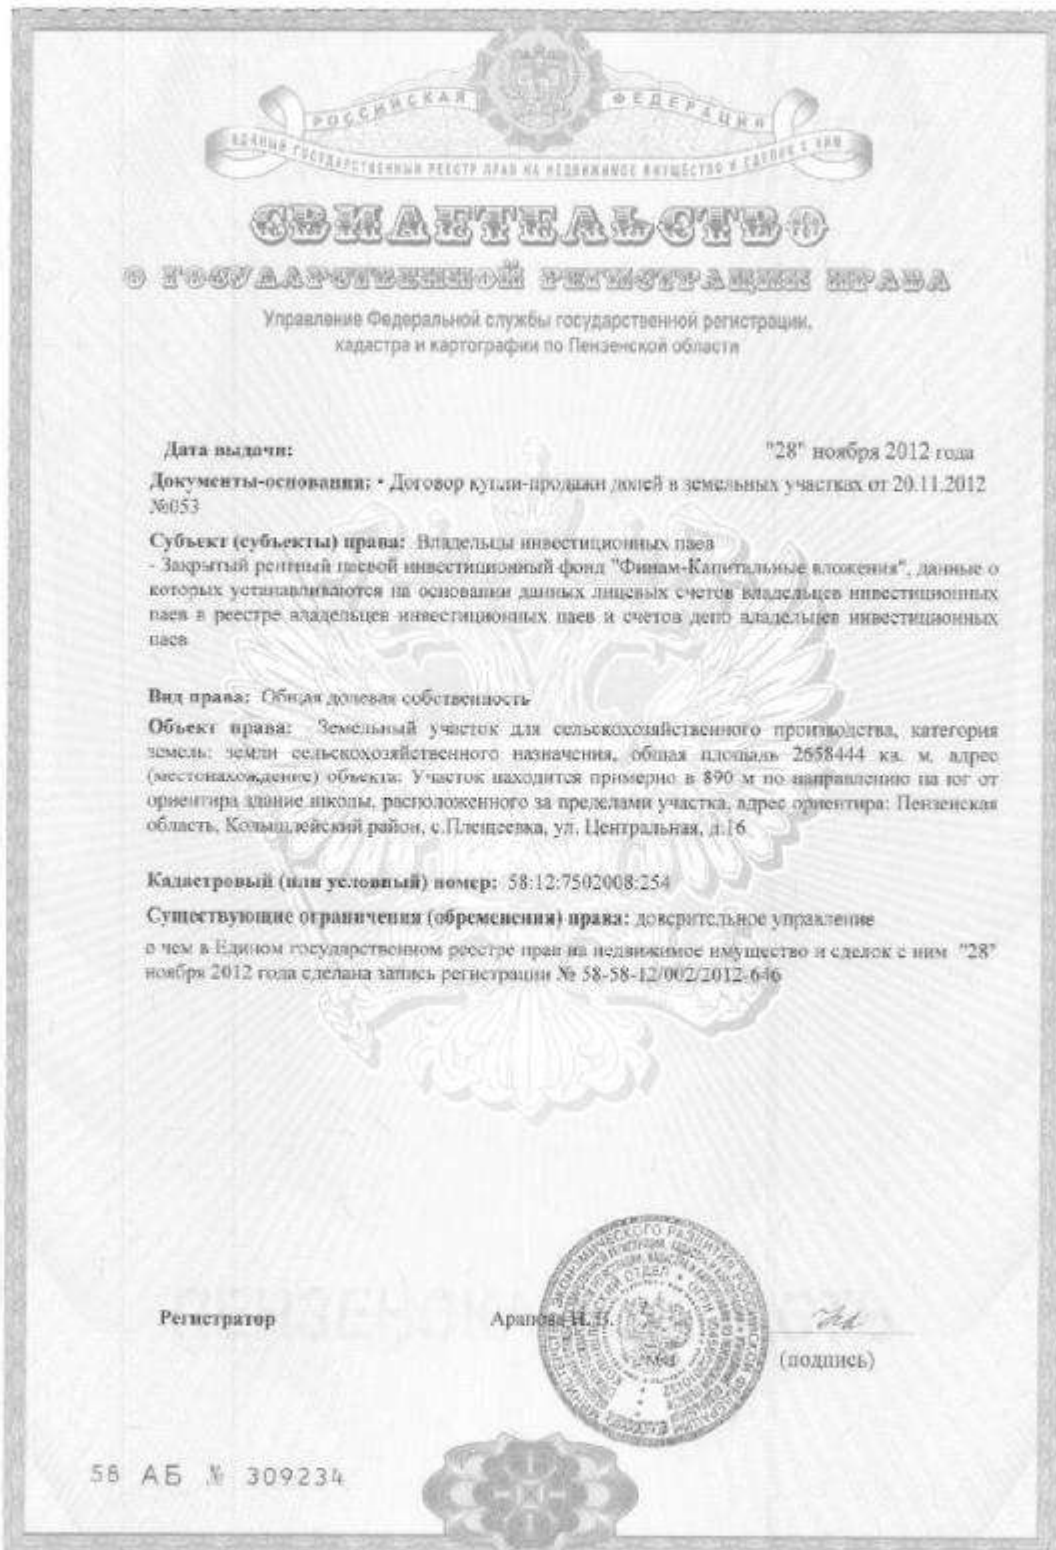 РОССИЙСКАЯ ФЕДЕРАЦИЯ
ЕДИНЫЙ ГОСУДАРСТВЕННЫЙ РЕЕСТР ПРАВ НА НЕДВИЖИМОЕ ИМУЩЕСТВО И СДЕЛОК С НИМ
СВИДЕТЕЛЬСТВО
О ГОСУДАРСТВЕННОЙ РЕГИСТРАЦИИ ПРАВА
Управление Федеральной службы государственной регистрации,
кадастра и картографии по Пензенской области
Дата выдачи: "28" ноября 2012 года
Документы-основания: • Договор купли-продажи долей в земельных участках от 20.11.2012
№053
Субъект (субъекты) права: Владельцы инвестиционных паев
- Закрытый рентный паевой инвестиционный фонд "Финам-Капитальные вложения", данные о
которых устанавливаются на основании данных лицевых счетов владельцев инвестиционных
паев в реестре владельцев инвестиционных паев и счетов депо владельцев инвестиционных
паев
Вид права: Общая долевая собственность
Объект права: Земельный участок для сельскохозяйственного производства, категория
земель: земли сельскохозяйственного назначения, общая площадь 2658444 кв. м, адрес
(местонахождение) объекта: Участок находится примерно в 890 м по направлению на юг от
ориентира здание школы, расположенного за пределами участка, адрес ориентира: Пензенская
область, Колышлейский район, с.Плещеевка, ул. Центральная, д.16
Кадастровый (или условный) номер: 58:12:7502008:254
Существующие ограничения (обременения) права: доверительное управление
о чем в Едином государственном реестре прав на недвижимое имущество и сделок с ним "28"
ноября 2012 года сделана запись регистрации № 58-58-12/002/2012-646
Регистратор Арапова Н. В.
(подпись)
58 АБ № 309234